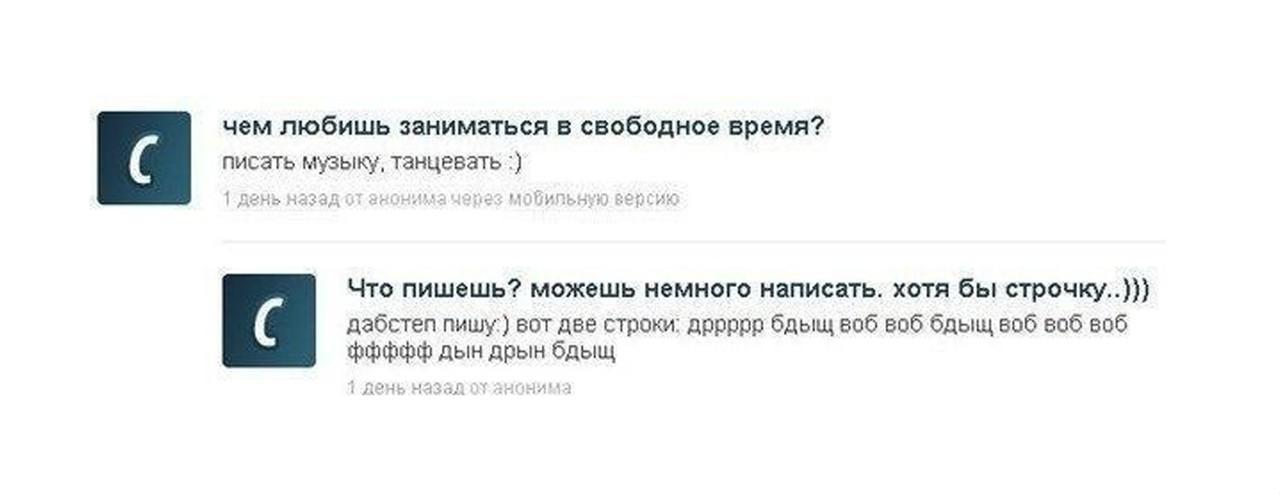 чем любишь заниматься в свободное время?
писать музыку, танцевать :)
1 день назад от анонима через мобильную версию
Что пишешь? можешь немного написать. хотя бы строчку..)))
дабстеп пишу:) вот две строки: дррррр бдыщ воб воб бдыщ воб воб воб
ффффф дын дрын бдыщ
1 день назад от анонима